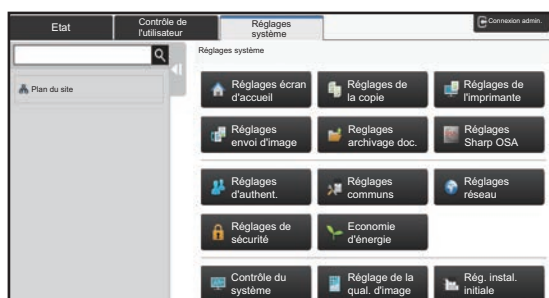 Etat
Contrôle de
l'utilisateur
Réglages
système
Connexion admin.
Réglages système
Plan du site
Réglages écran
d'accueil
Réglages de
la copie
Réglages de
l'imprimante
Réglages
envoi d'image
Reglages
archivage doc.
Réglages
Sharp OSA
Réglages
d'authent.
Réglages
communs
Réglages
réseau
Réglages de
sécurité
Economie
d'énergie
Contrôle du
système
Réglage de la
qual. d'image
Rég. instal.
initiale